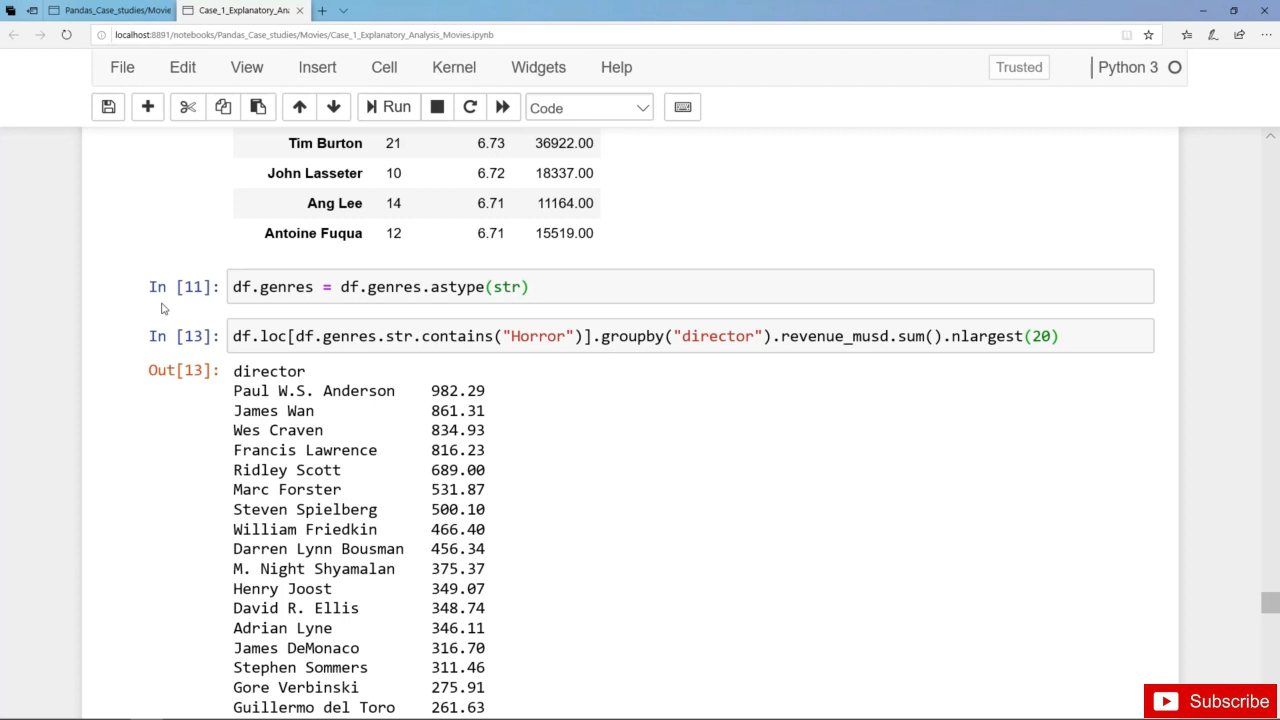 Pandas_Case_studies/Movie
Case_1_Explanatory_Ana
localhost:8891/notebooks/Pandas_Case_studies/Movies/Case_1_Explanatory_Analysis_Movies.ipynb
File Edit View Insert Cell Kernel Widgets Help Trusted Python 3
Run Code
Tim Burton 21 6.73 36922.00
John Lasseter 10 6.72 18337.00
Ang Lee 14 6.71 11164.00
Antoine Fuqua 12 6.71 15519.00
In [11]: df.genres = df.genres.astype(str)
In [13]: df.loc[df.genres.str.contains("Horror")].groupby("director").revenue_musd.sum().nlargest(20)
Out[13]: director
Paul W.S. Anderson 982.29
James Wan 861.31
Wes Craven 834.93
Francis Lawrence 816.23
Ridley Scott 689.00
Marc Forster 531.87
Steven Spielberg 500.10
William Friedkin 466.40
Darren Lynn Bousman 456.34
M. Night Shyamalan 375.37
Henry Joost 349.07
David R. Ellis 348.74
Adrian Lyne 346.11
James DeMonaco 316.70
Stephen Sommers 311.46
Gore Verbinski 275.91
Guillermo del Toro 261.63
Subscribe